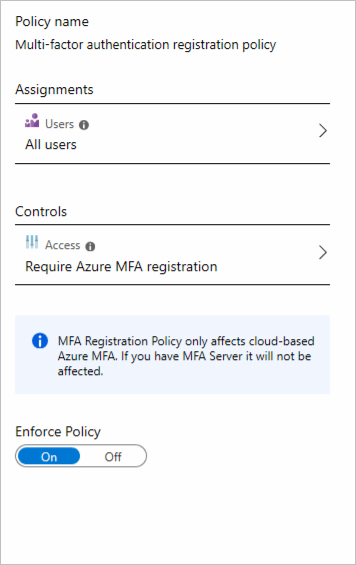 Policy name
Multi-factor authentication registration policy
Assignments
Users
All users
Controls
Access
Require Azure MFA registration
MFA Registration Policy only affects cloud-based
Azure MFA. If you have MFA Server it will not be
affected.
Enforce Policy
On Off